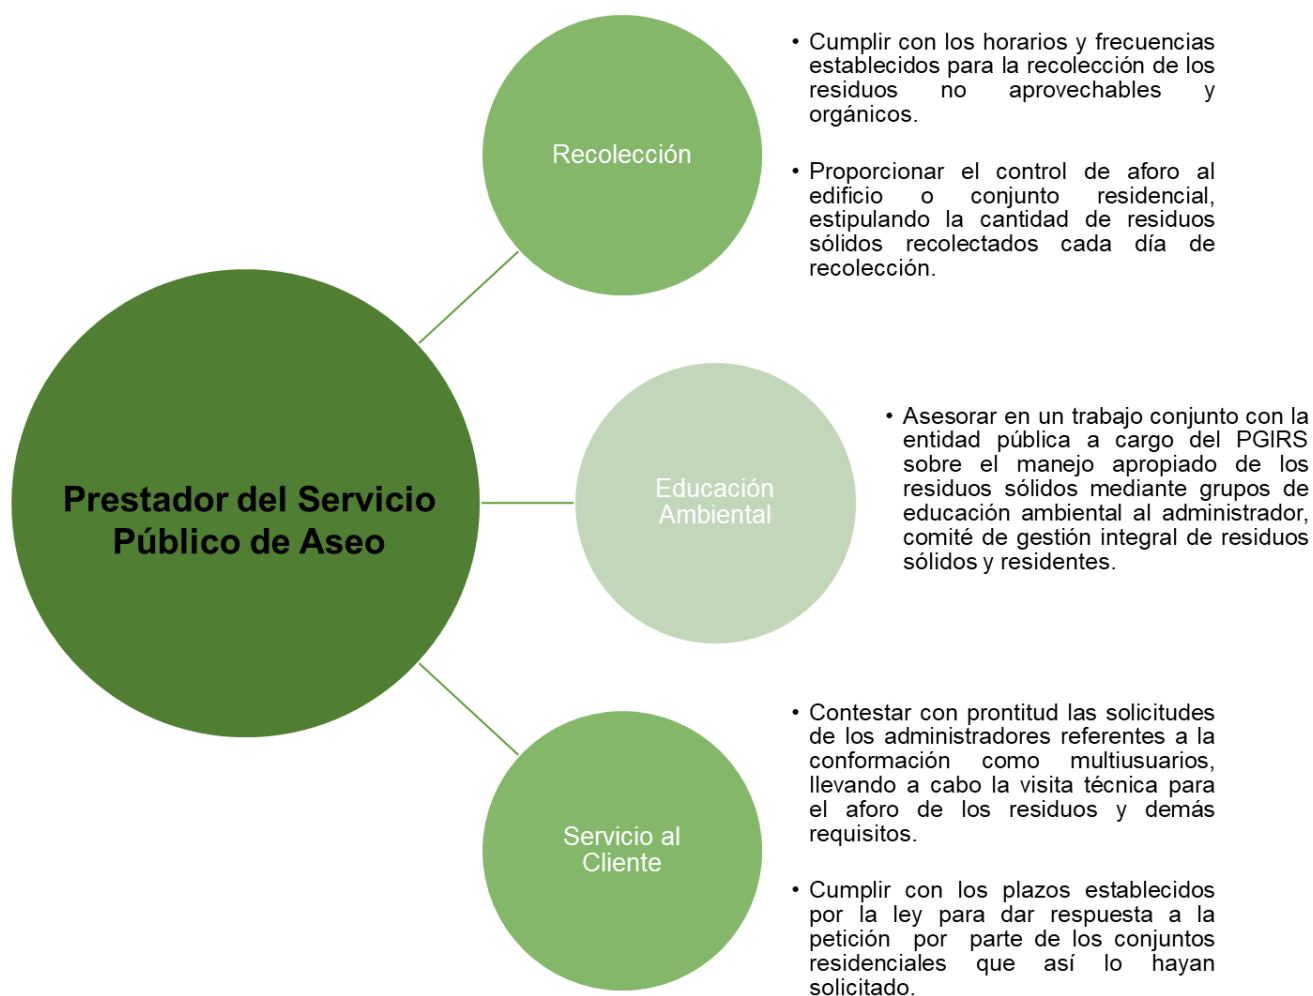 Prestador del Servicio
Público de Aseo
Recolección
• Cumplir con los horarios y frecuencias
establecidos para la recolección de los
residuos no aprovechables y
orgánicos.
• Proporcionar el control de aforo al
edificio o conjunto residencial,
estipulando la cantidad de residuos
sólidos recolectados cada día de
recolección.
Educación
Ambiental
• Asesorar en un trabajo conjunto con la
entidad pública a cargo del PGIRS
sobre el manejo apropiado de los
residuos sólidos mediante grupos de
educación ambiental al administrador,
comité de gestión integral de residuos
sólidos y residentes.
Servicio al
Cliente
• Contestar con prontitud las solicitudes
de los administradores referentes a la
conformación como multiusuarios,
llevando a cabo la visita técnica para
el aforo de los residuos y demás
requisitos.
• Cumplir con los plazos establecidos
por la ley para dar respuesta a la
petición por parte de los conjuntos
residenciales que así lo hayan
solicitado.